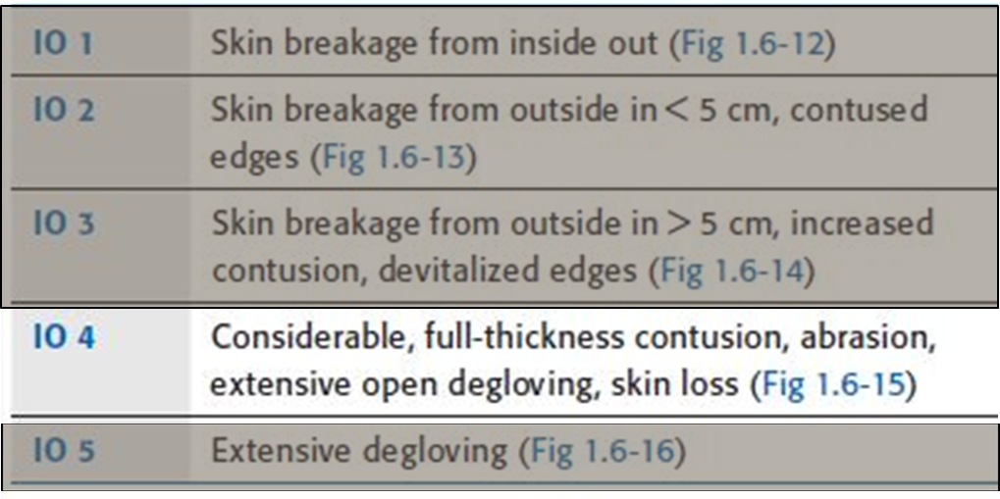 IO 1 Skin breakage from inside out (Fig 1.6-12)
IO 2 Skin breakage from outside in < 5 cm, contused
edges (Fig 1.6-13)
IO 3 Skin breakage from outside in > 5 cm, increased
contusion, devitalized edges (Fig 1.6-14)
IO 4 Considerable, full-thickness contusion, abrasion,
extensive open degloving, skin loss (Fig 1.6-15)
IO 5 Extensive degloving (Fig 1.6-16)